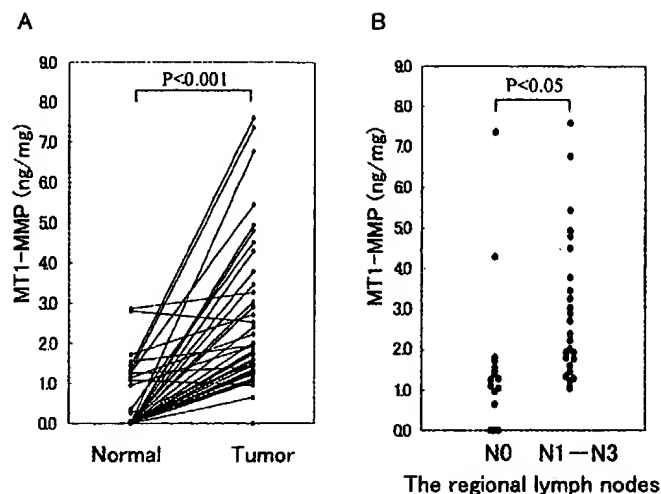 A
MT1-MMP (ng/mg)
9.0
8.0
7.0
6.0
5.0
4.0
3.0
2.0
1.0
0.0
P<0.001
Normal Tumor
B
MT1-MMP (ng/mg)
9.0
8.0
7.0
6.0
5.0
4.0
3.0
2.0
1.0
0.0
P<0.05
N0 N1—N3
The regional lymph nodes